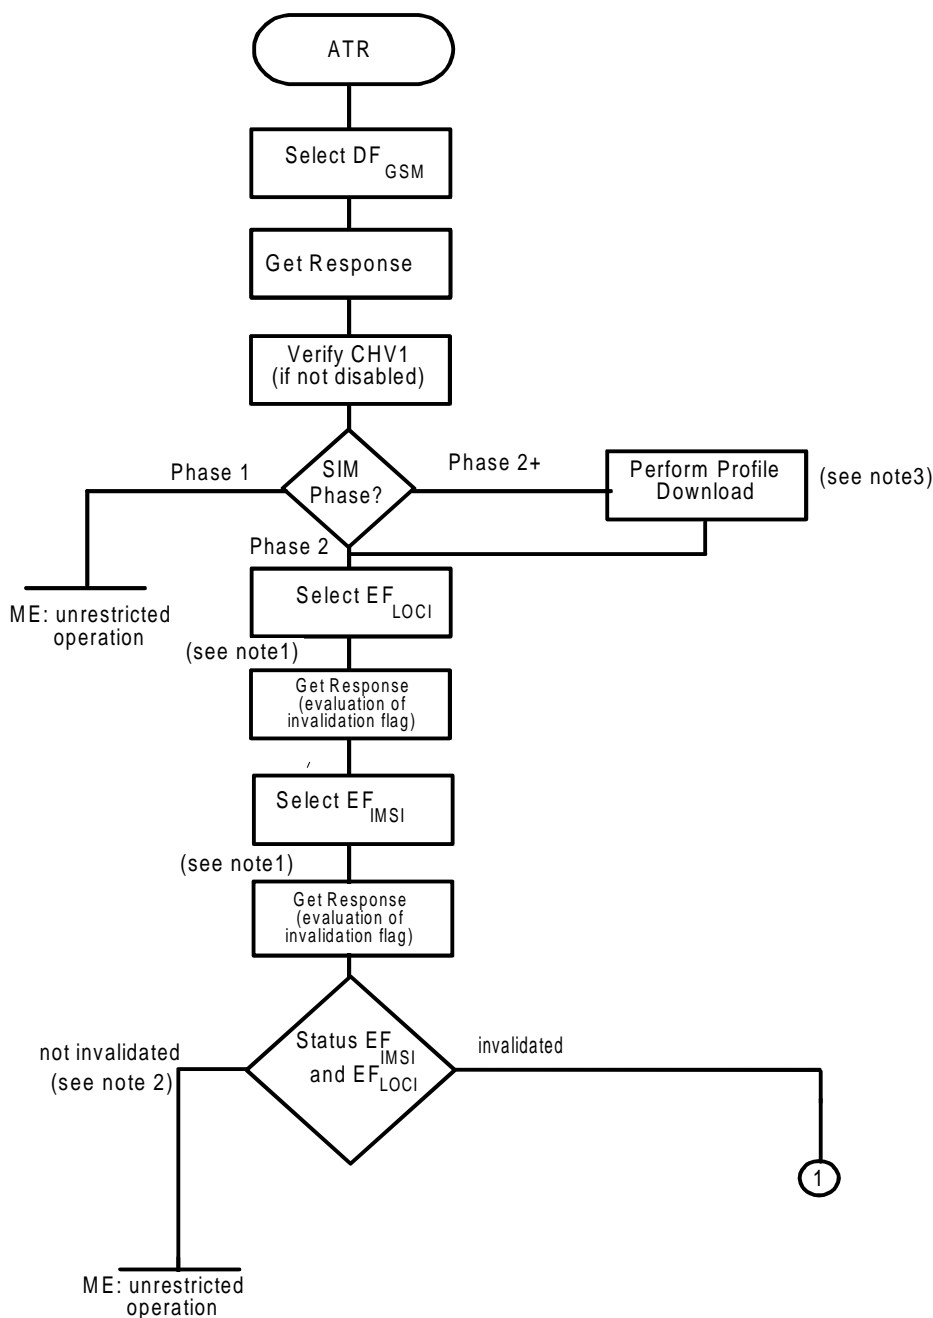 ATR
Select DF GSM
Get Response
Verify CHV1
(if not disabled)
Phase 1
SIM
Phase?
Phase 2+
Perform Profile
Download
(see note3)
Phase 2
Select EF LOCI
ME: unrestricted
operation
(see note1)
Get Response
(evaluation of
invalidation flag)
Select EF IMSI
(see note1)
Get Response
(evaluation of
invalidation flag)
Status EF IMSI
and EF LOCI
not invalidated
(see note 2)
invalidated
1
ME: unrestricted
operation